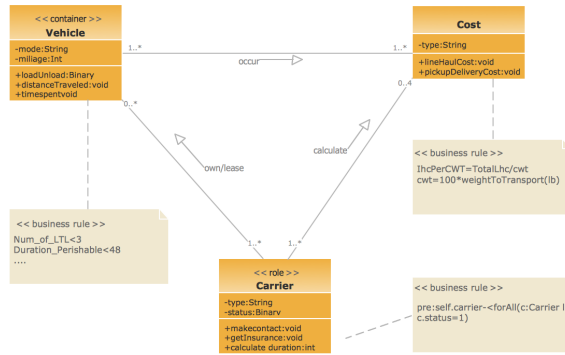 << container >>
Vehicle
-mode:String
-millage:Int
+loadUnload:Binary
+distanceTraveled:void
+timespentvoid
Cost
-type:String
+lineHaulCost:void
+pickupDeliveryCost:void
1..*
1..*
occur
0..*
0..4
own/lease
calculate
<< business rule >>
IhcPerCWT=TotalLhc/cwt
cwt=100*weightToTransport(lb)
<< business rule >>
Num_of_LTL<3
Duration_Perishable<48
....
1..*
1..*
<< role >>
Carrier
-type:String
-status:Binary
+makecontact:void
+getInsurance:void
+calculate duration:int
<< business rule >>
pre:self.carrier-<forAll(c:Carrier l
c.status=1)